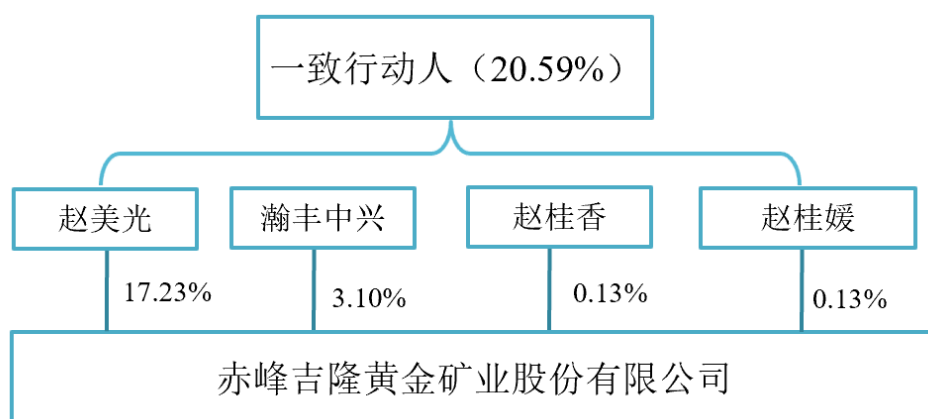 一致行动人（20.59%）
赵美光
瀚丰中兴
赵桂香
赵桂媛
17.23%
3.10%
0.13%
0.13%
赤峰吉隆黄金矿业股份有限公司